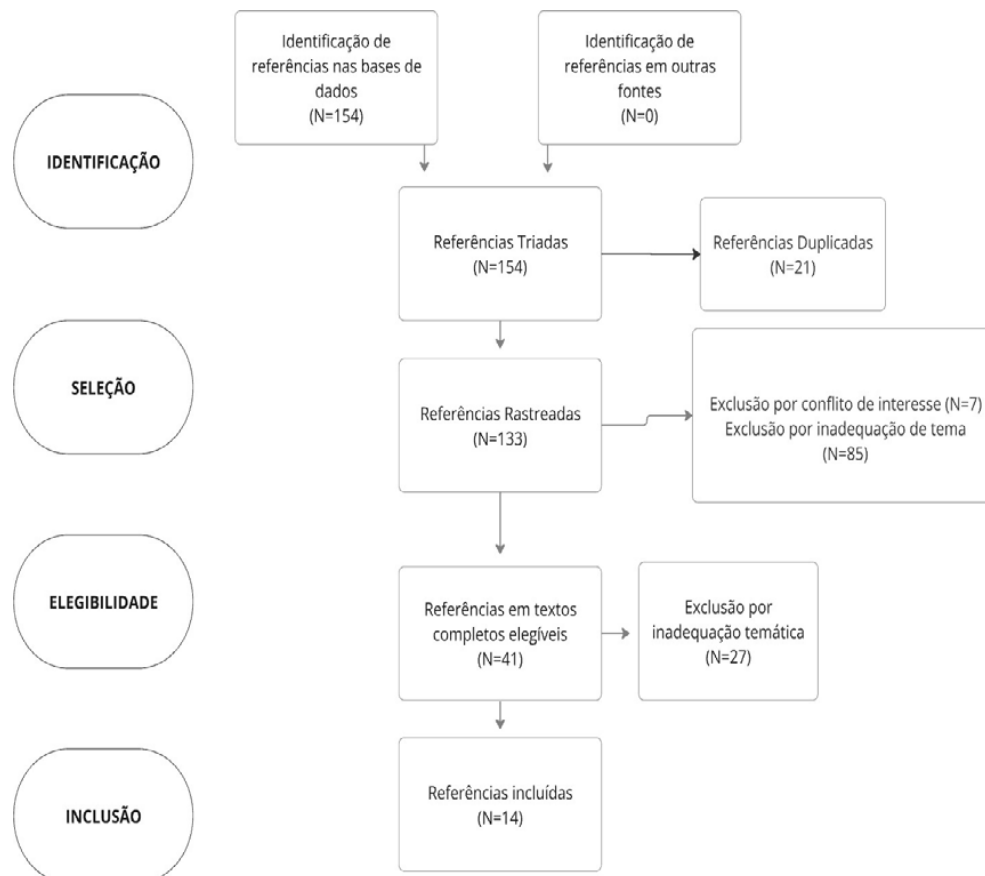 Identificação de
referências nas bases de
dados
(N=154)
Identificação de
referências em outras
fontes
(N=0)
IDENTIFICAÇÃO
Referências Triadas
(N=154)
Referências Duplicadas
(N=21)
SELEÇÃO
Referências Rastreadas
(N=133)
Exclusão por conflito de interesse (N=7)
Exclusão por inadequação de tema
(N=85)
ELEGIBILIDADE
Referências em textos
completos elegíveis
(N=41)
Exclusão por
inadequação temática
(N=27)
INCLUSÃO
Referências incluídas
(N=14)